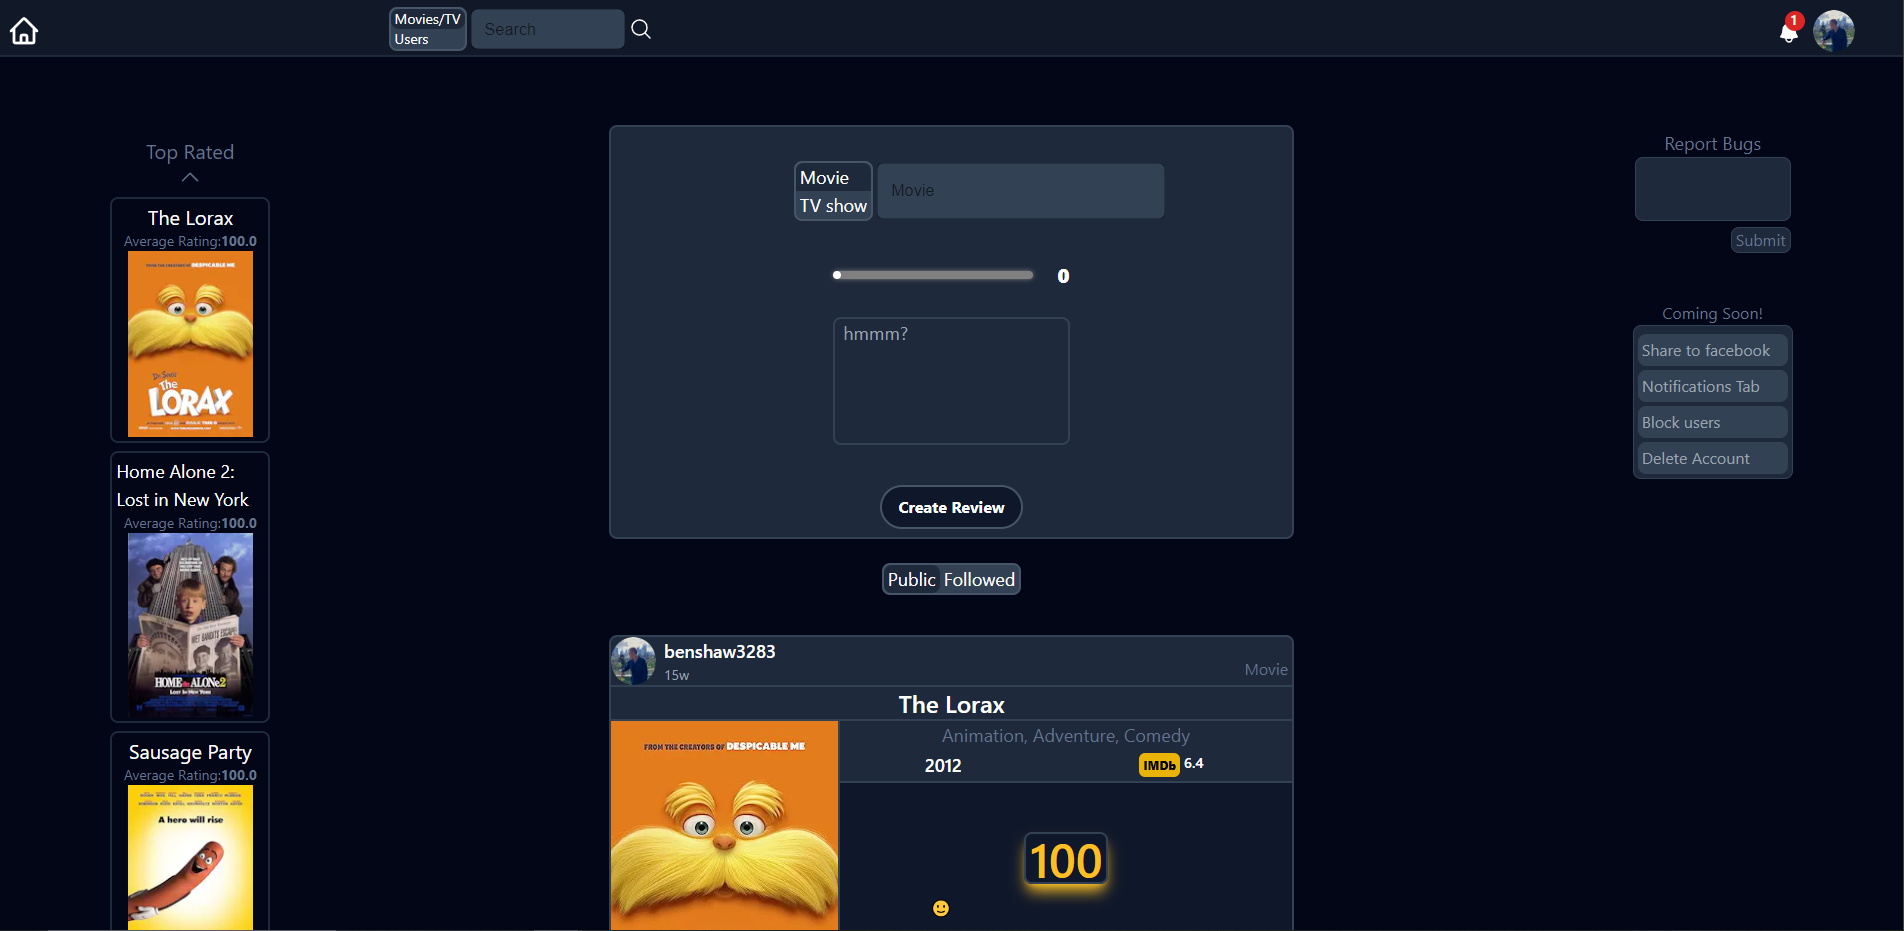 Movies/TV
Users
Search
1
Top Rated
The Lorax
Average Rating:100.0
FROM THE CREATORS OF DESPICABLE ME
Dr. Seuss'
The
LORAX
Home Alone 2:
Lost in New York
Average Rating:100.0
HOME ALONE 2
LOST IN NEW YORK
Sausage Party
Average Rating:100.0
A hero will rise
Movie
TV show
Movie
0
hmmm?
Create Review
Public Followed
benshaw3283
15w
Movie
The Lorax
FROM THE CREATORS OF DESPICABLE ME
Animation, Adventure, Comedy
2012
IMDb 6.4
100
Report Bugs
Submit
Coming Soon!
Share to facebook
Notifications Tab
Block users
Delete Account